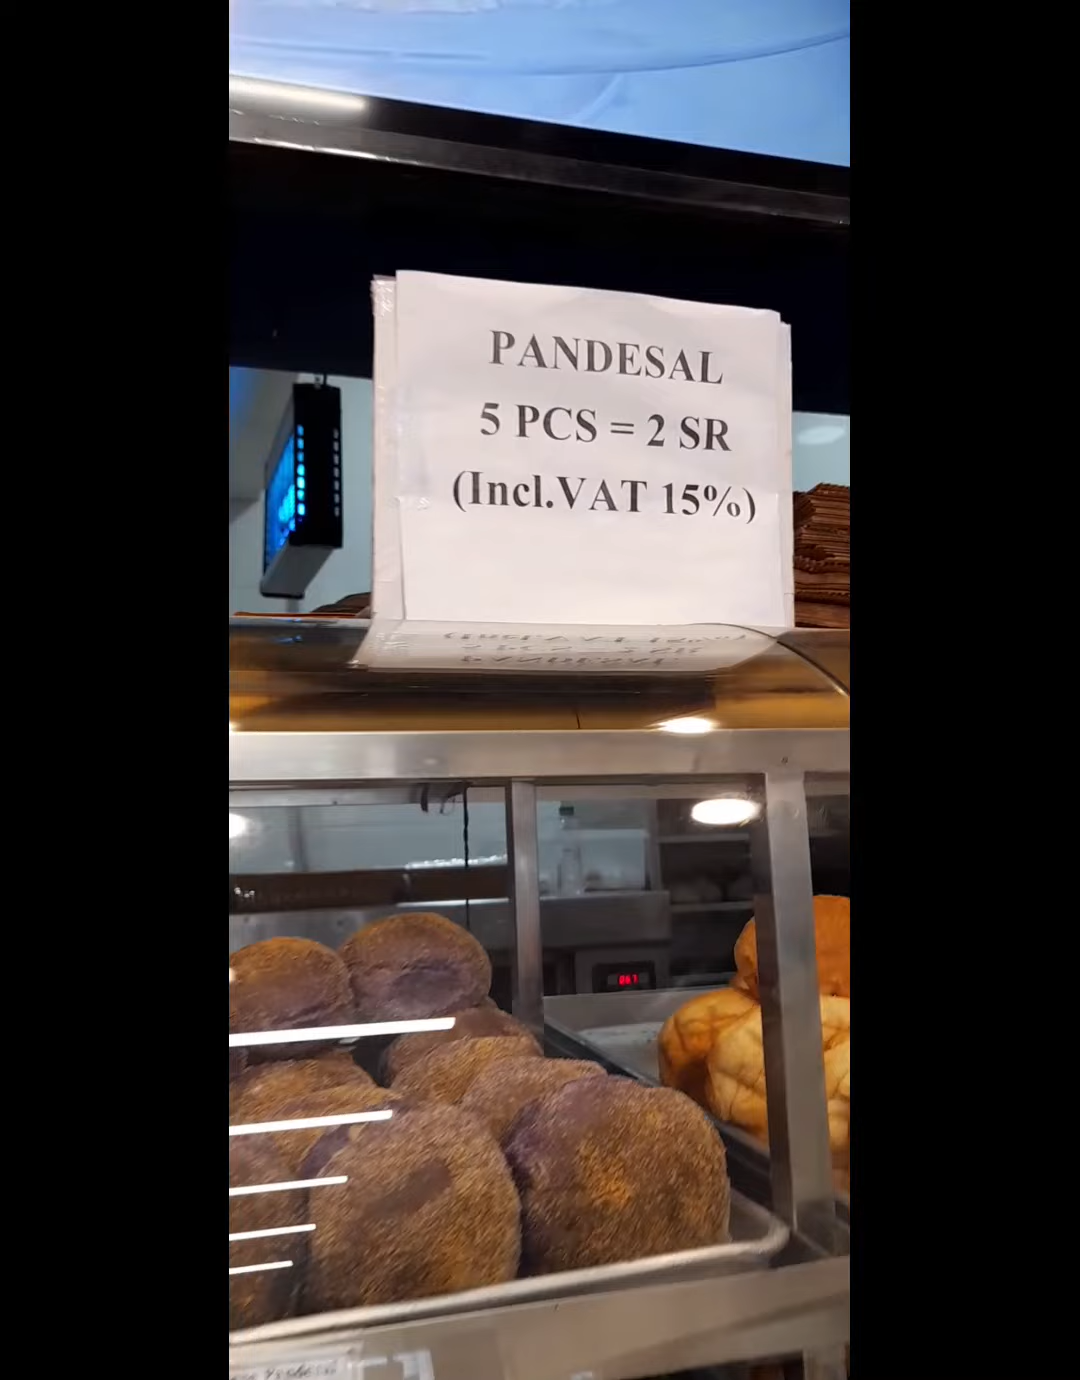 PANDESAL
5 PCS = 2 SR
(Incl.VAT 15%)